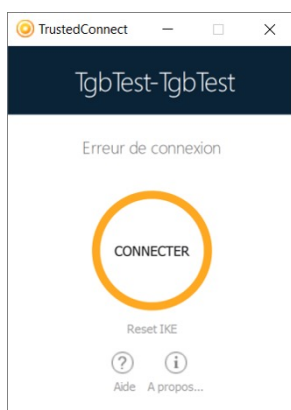 TrustedConnect
TgbTest-TgbTest
Erreur de connexion
CONNECTER
Reset IKE
? i
Aide A propos...